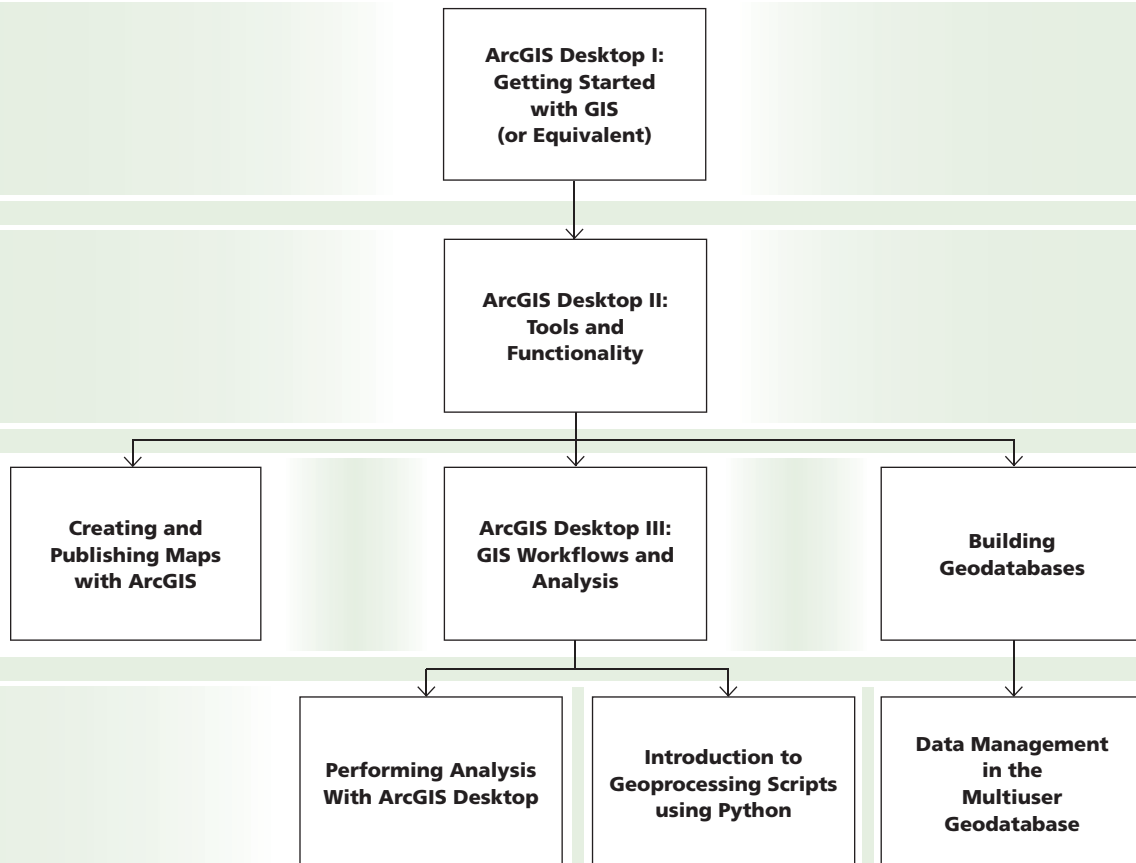 ArcGIS Desktop I:
Getting Started
with GIS
(or Equivalent)
ArcGIS Desktop II:
Tools and
Functionality
Creating and
Publishing Maps
with ArcGIS
ArcGIS Desktop III:
GIS Workflows and
Analysis
Building
Geodatabases
Performing Analysis
With ArcGIS Desktop
Introduction to
Geoprocessing Scripts
using Python
Data Management
in the
Multiuser
Geodatabase